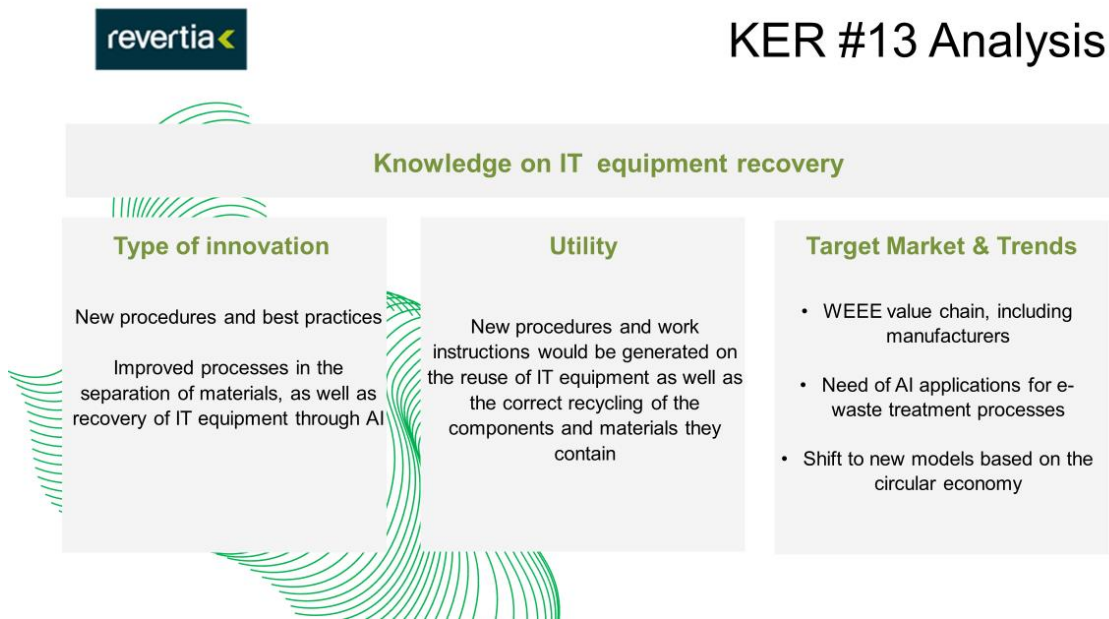 revertia
KER #13 Analysis
Knowledge on IT equipment recovery
Type of innovation
New procedures and best practices
Improved processes in the
separation of materials, as well as
recovery of IT equipment through AI
Utility
New procedures and work
instructions would be generated on
the reuse of IT equipment as well as
the correct recycling of the
components and materials they
contain
Target Market & Trends
• WEEE value chain, including
manufacturers
• Need of AI applications for e-
waste treatment processes
• Shift to new models based on the
circular economy